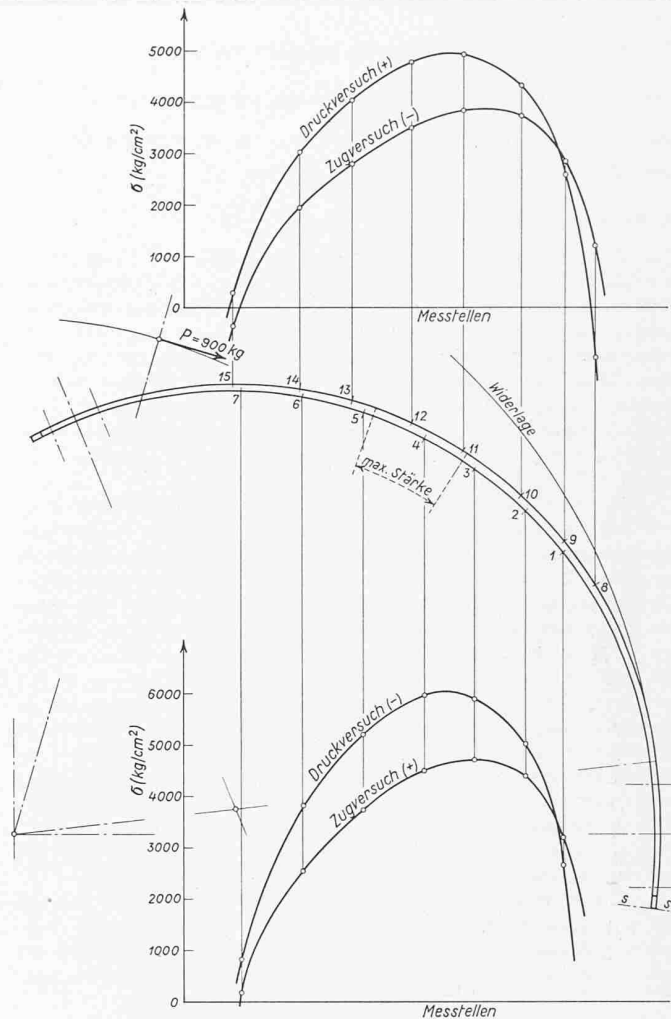 5000
4000
3000
2000
1000
0
σ (kg/cm²)
Druckversuch (+)
Zugversuch (-)
Messtellen
P = 900 kg
15
14
13
12
11
10
9
8
7
6
5
4
3
2
1
max. Stärke
Widerlage
6000
5000
4000
3000
2000
1000
0
σ (kg/cm²)
Druckversuch (-)
Zugversuch (+)
Messtellen
s s